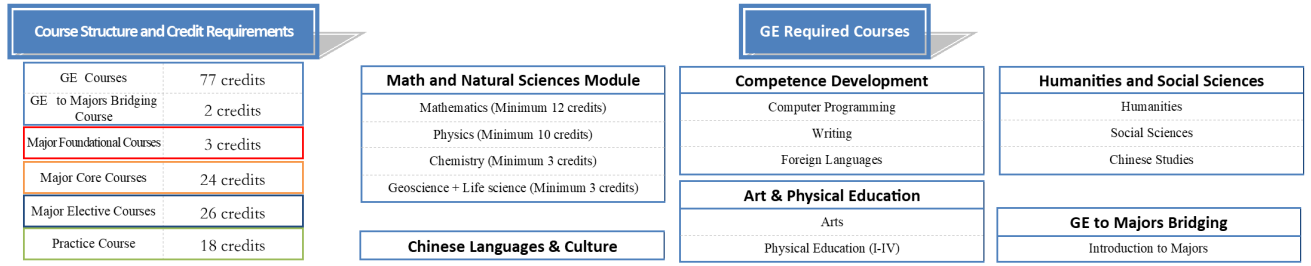 Course Structure and Credit Requirements
GE Courses 77 credits
GE to Majors Bridging
Course 2 credits
Major Foundational Courses 3 credits
Major Core Courses 24 credits
Major Elective Courses 26 credits
Practice Course 18 credits
GE Required Courses
Math and Natural Sciences Module
Mathematics (Minimum 12 credits)
Physics (Minimum 10 credits)
Chemistry (Minimum 3 credits)
Geoscience + Life science (Minimum 3 credits)
Chinese Languages & Culture
Competence Development
Computer Programming
Writing
Foreign Languages
Art & Physical Education
Arts
Physical Education (I-IV)
Humanities and Social Sciences
Humanities
Social Sciences
Chinese Studies
GE to Majors Bridging
Introduction to Majors